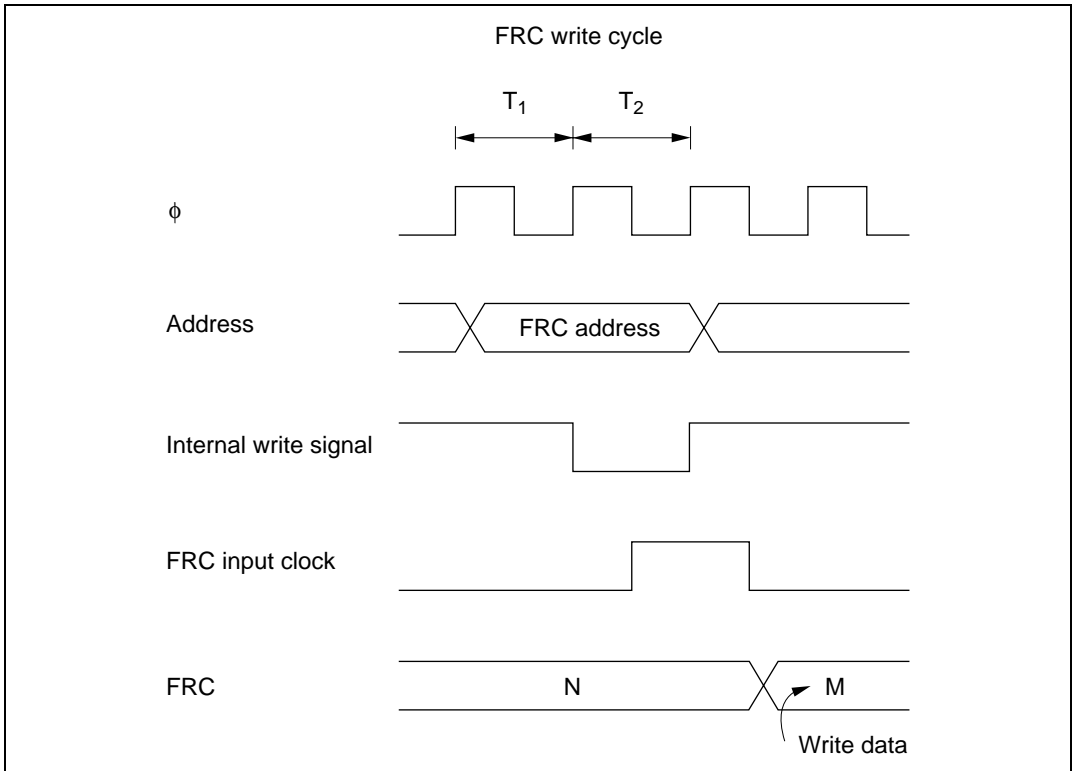 FRC write cycle
T1 T2
ϕ
Address
FRC address
Internal write signal
FRC input clock
FRC
N
M
Write data